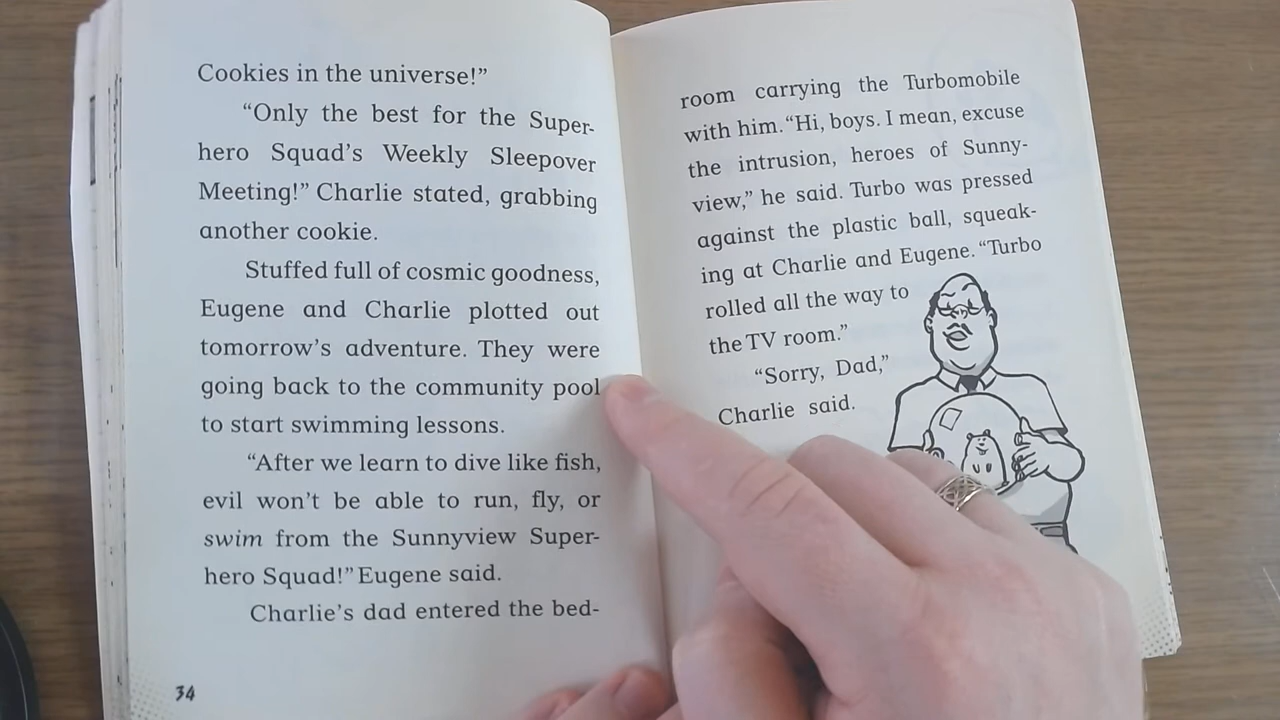 Cookies in the universe!”
“Only the best for the Super-
hero Squad’s Weekly Sleepover
Meeting!” Charlie stated, grabbing
another cookie.
Stuffed full of cosmic goodness,
Eugene and Charlie plotted out
tomorrow’s adventure. They were
going back to the community pool
to start swimming lessons.
“After we learn to dive like fish,
evil won’t be able to run, fly, or
swim from the Sunnyview Super-
hero Squad!” Eugene said.
Charlie’s dad entered the bed-
34
room carrying the Turbomobile
with him. “Hi, boys. I mean, excuse
the intrusion, heroes of Sunny-
view,” he said. Turbo was pressed
against the plastic ball, squeak-
ing at Charlie and Eugene. “Turbo
rolled all the way to
the TV room.”
“Sorry, Dad,”
Charlie said.